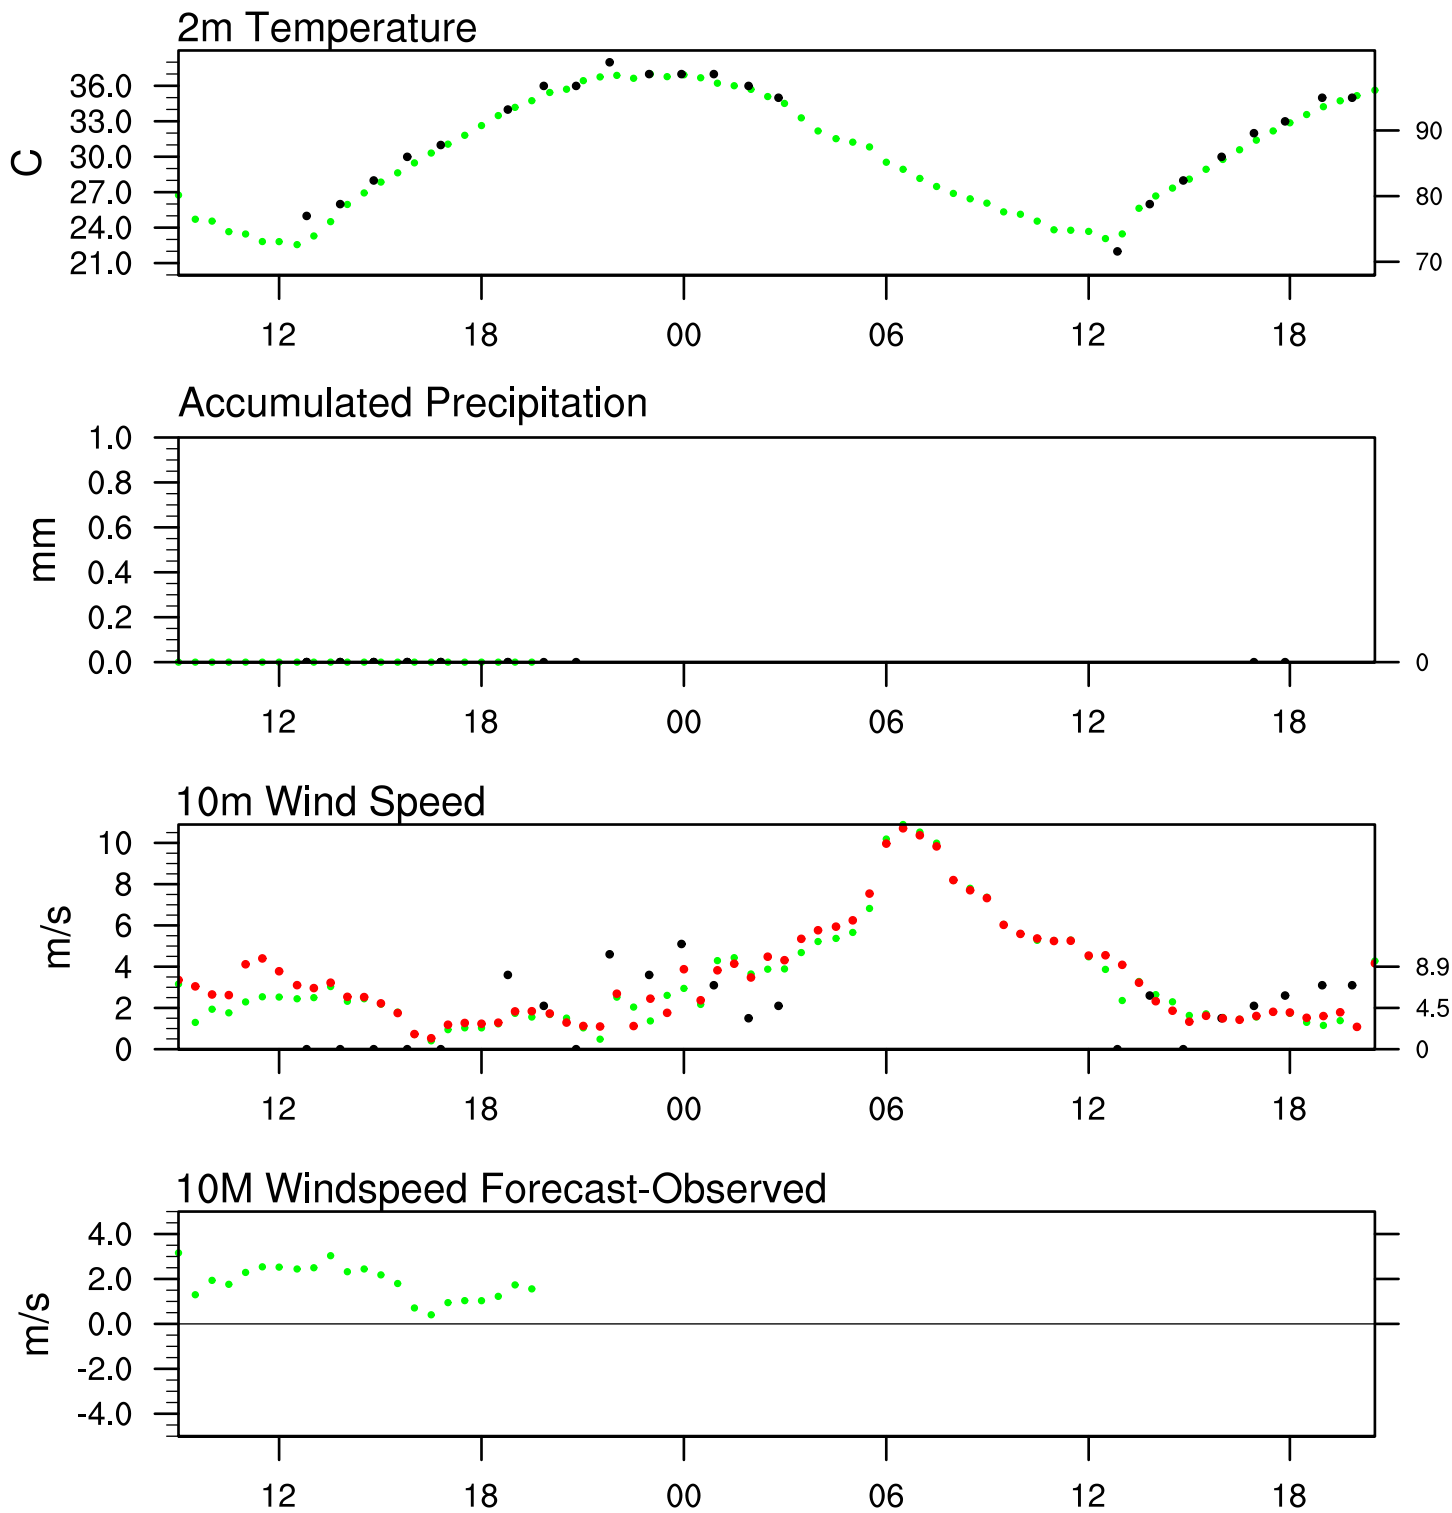 2m Temperature
36.0
33.0
30.0
27.0
24.0
21.0
C
90
80
70
12 18 00 06 12 18
Accumulated Precipitation
1.0
0.8
0.6
0.4
0.2
0.0
mm
0
12 18 00 06 12 18
10m Wind Speed
10
8
6
4
2
0
m/s
8.9
4.5
0
12 18 00 06 12 18
10M Windspeed Forecast-Observed
4.0
2.0
0.0
-2.0
-4.0
m/s
12 18 00 06 12 18